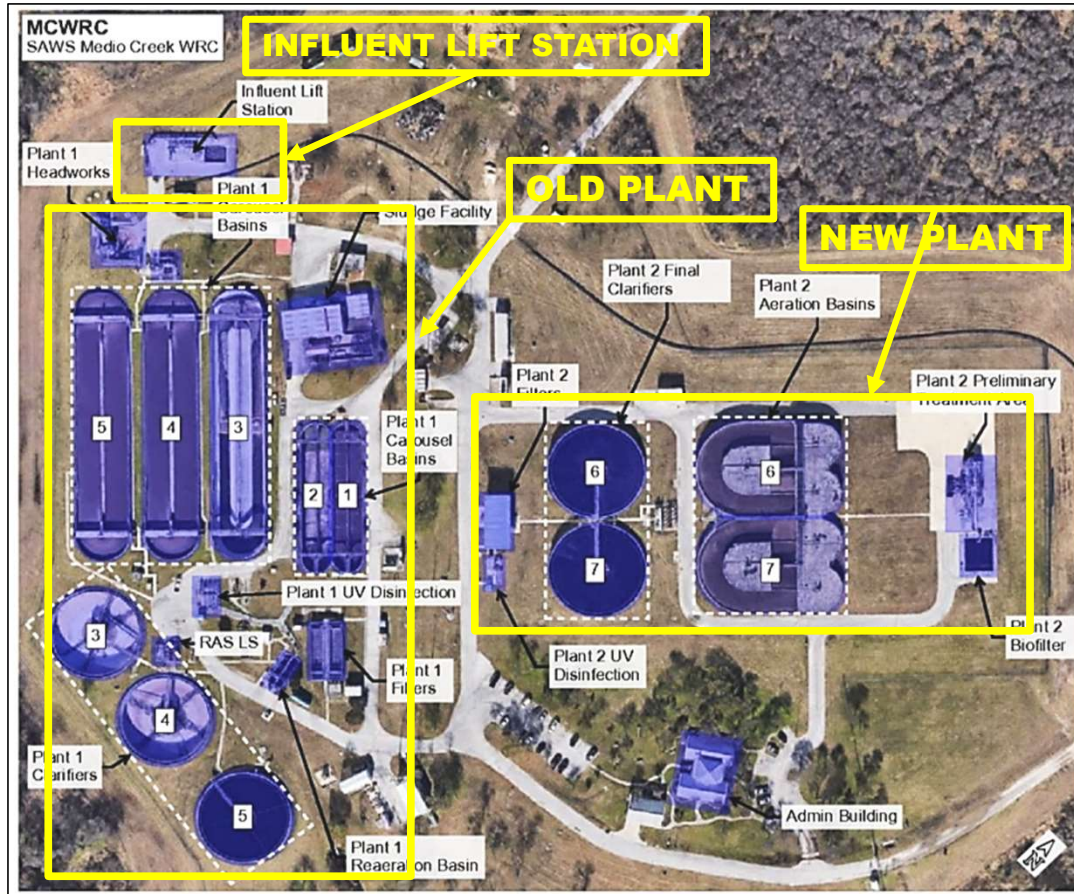 MCWRC
SAWS Medio Creek WRC
INFLUENT LIFT STATION
Influent Lift
Station
Plant 1
Headworks
Plant 1
Carousel
Basins
OLD PLANT
Sludge Facility
NEW PLANT
Plant 2 Final
Clarifiers
Plant 2
Aeration Basins
Plant 2
Filters
Plant 2 Preliminary
Treatment Area
5
4
3
Plant 1
Carousel
Basins
2
1
6
6
7
7
Plant 1 UV Disinfection
3
RAS LS
Plant 1
Filters
Plant 2 UV
Disinfection
Plant 2
Biofilter
4
Plant 1
Clarifiers
5
Admin Building
Plant 1
Reaeration Basin
N